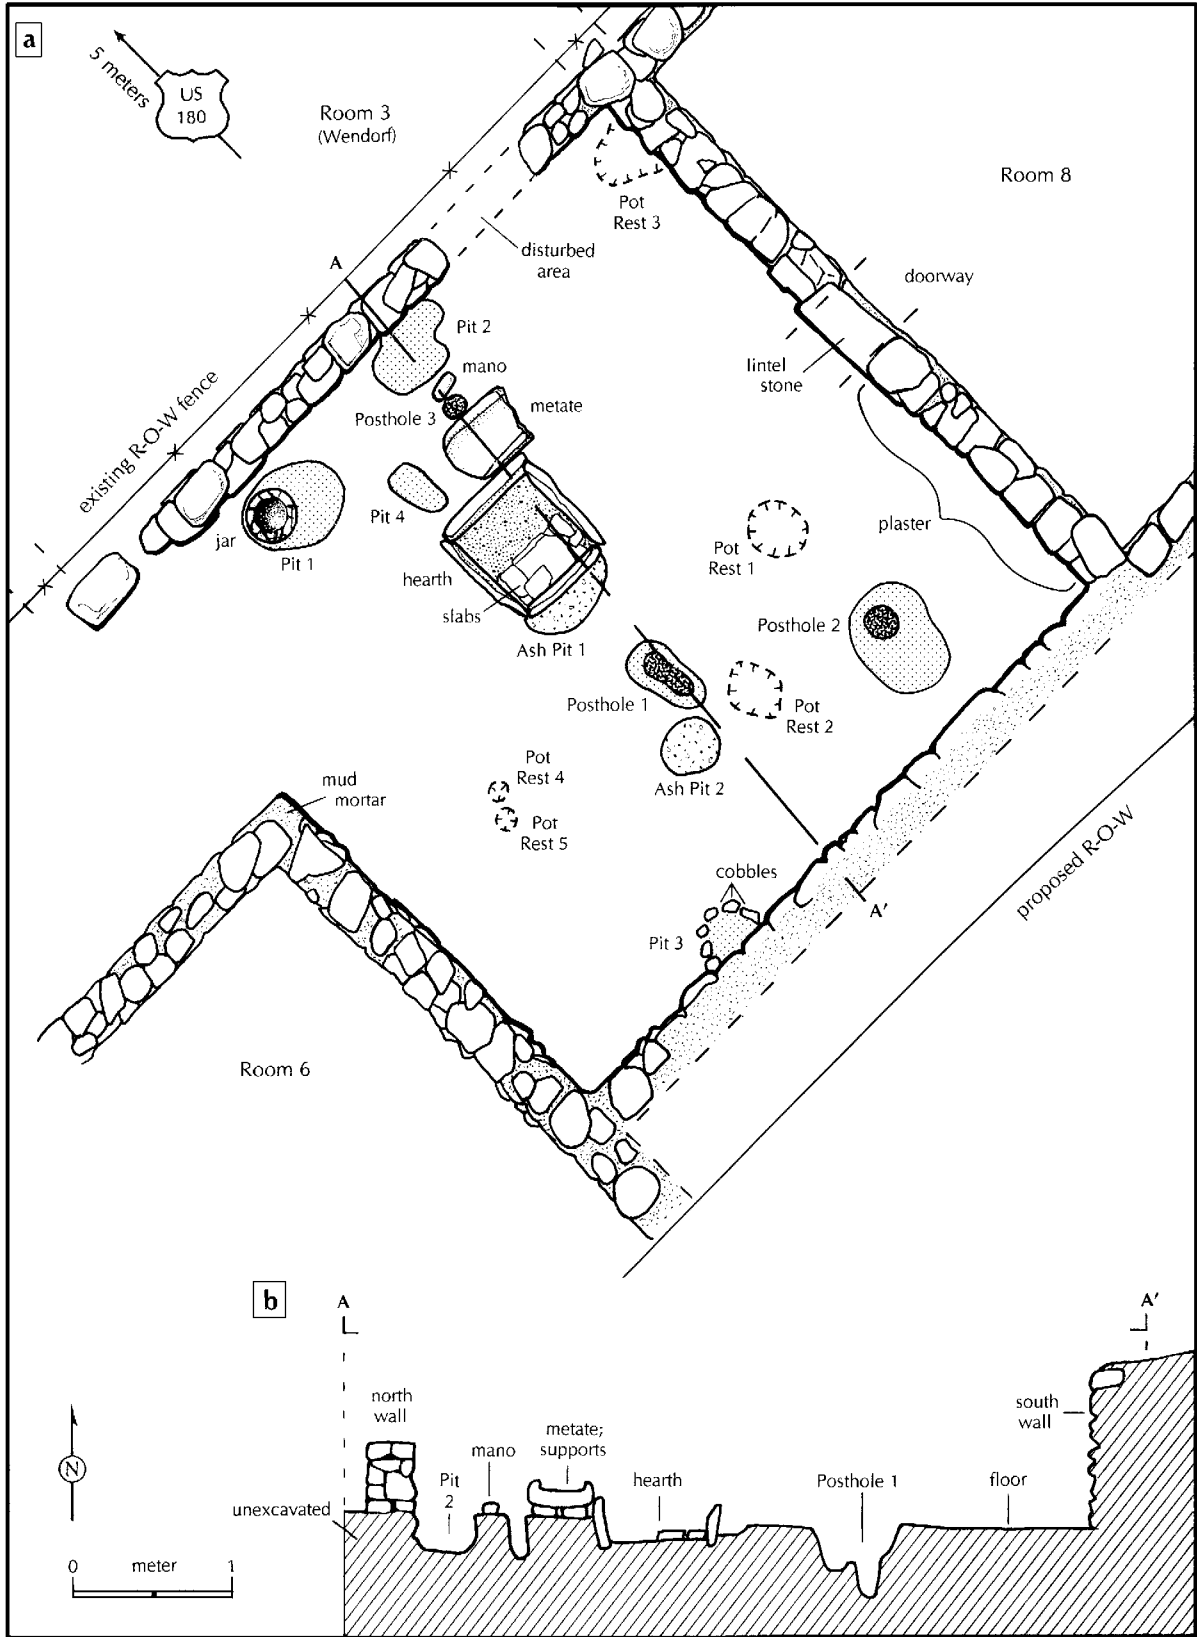 a
5 meters
US
180
Room 3
(Wendorf)
Room 8
Pot
Rest 3
disturbed
area
A
doorway
Pit 2
mano
lintel
stone
Posthole 3
metate
existing R-O-W fence
plaster
Pit 4
jar
Pit 1
Pot
Rest 1
hearth
slabs
Posthole 2
Ash Pit 1
Posthole 1
Pot
Rest 2
mud
mortar
Pot
Rest 4
Ash Pit 2
Pot
Rest 5
cobbles
proposed R-O-W
A′
Pit 3
Room 6
b
A
A′
north
wall
south
wall
metate;
supports
mano
Pit
2
hearth
Posthole 1
floor
N
unexcavated
0 meter 1